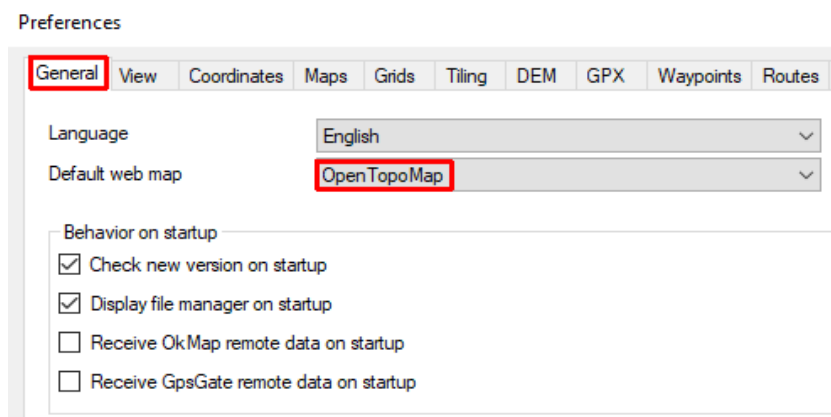 Preferences
General View Coordinates Maps Grids Tiling DEM GPX Waypoints Routes
Language English
Default web map OpenTopoMap
Behavior on startup
Check new version on startup
Display file manager on startup
Receive OkMap remote data on startup
Receive GpsGate remote data on startup